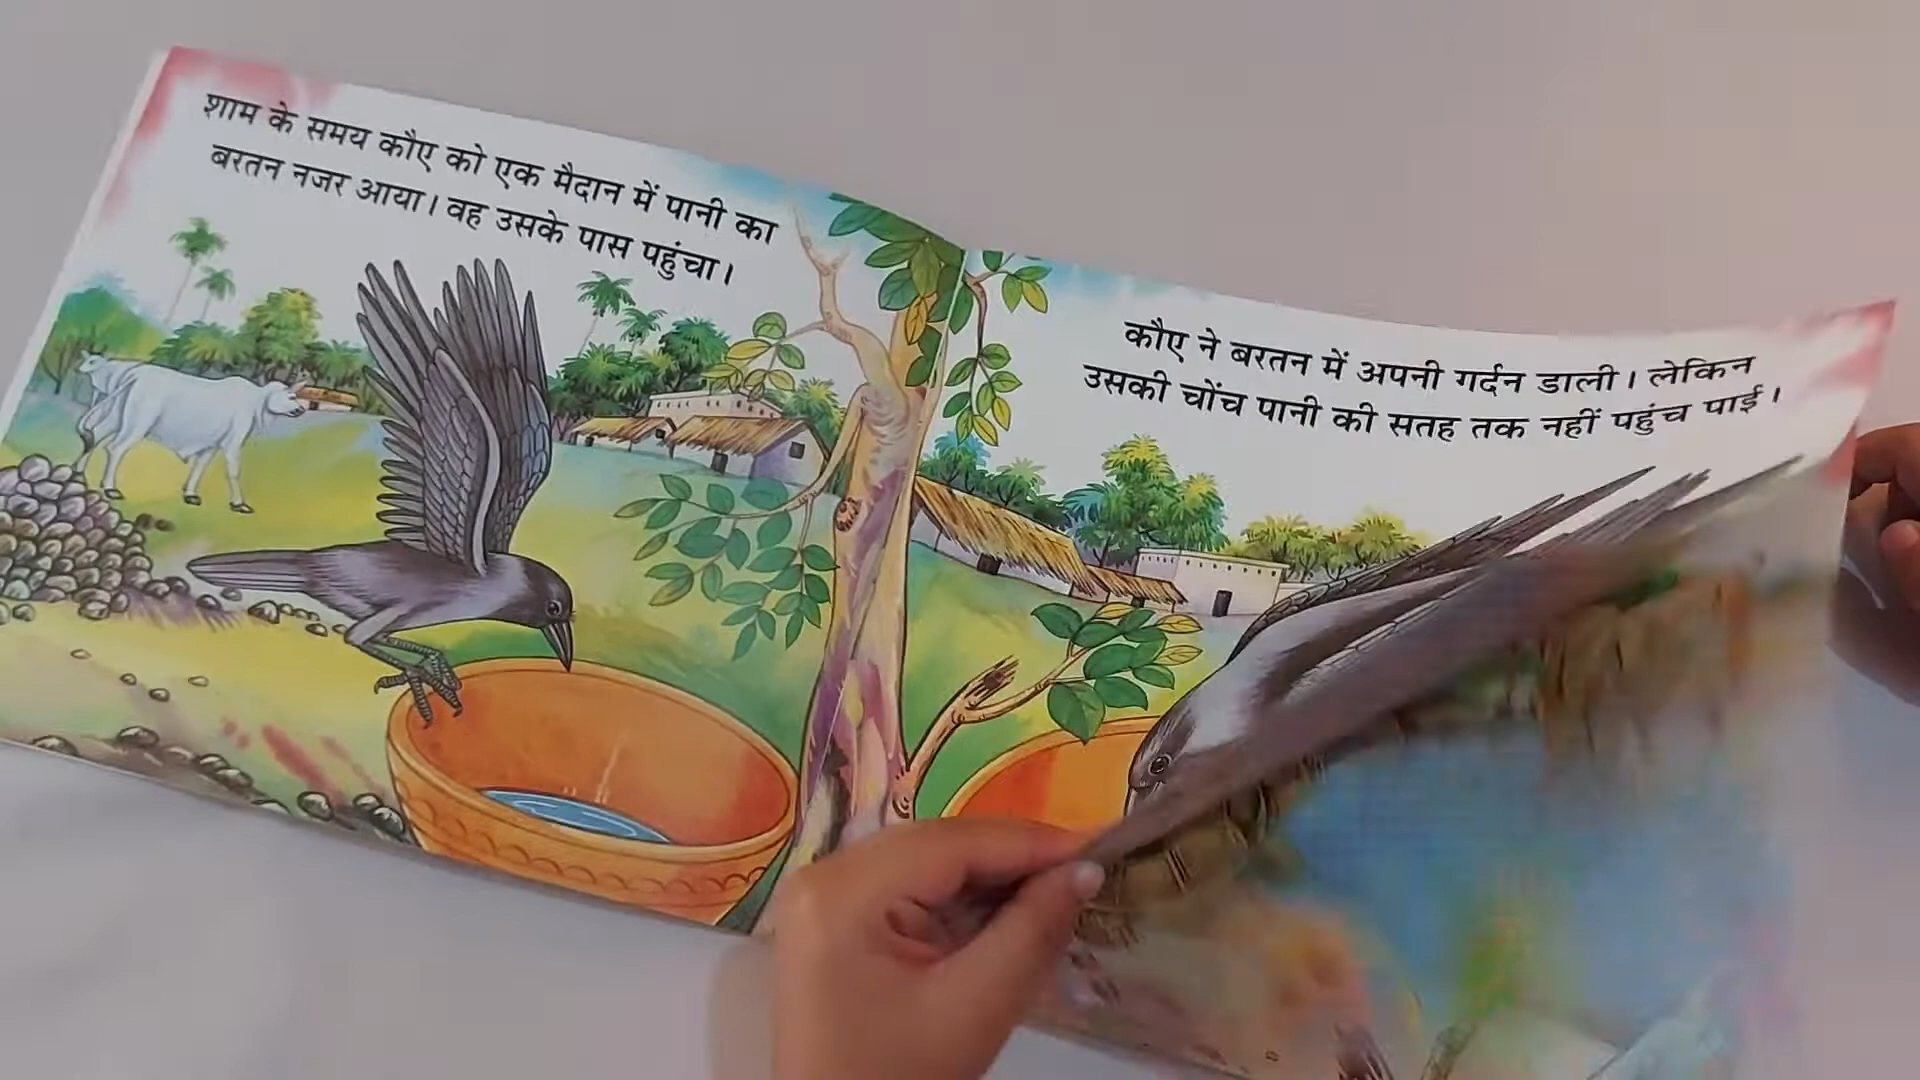 शाम के समय कौए को एक मैदान में पानी का
बरतन नजर आया। वह उसके पास पहुंचा।
कौए ने बरतन में अपनी गर्दन डाली। लेकिन
उसकी चोंच पानी की सतह तक नहीं पहुंच पाई।